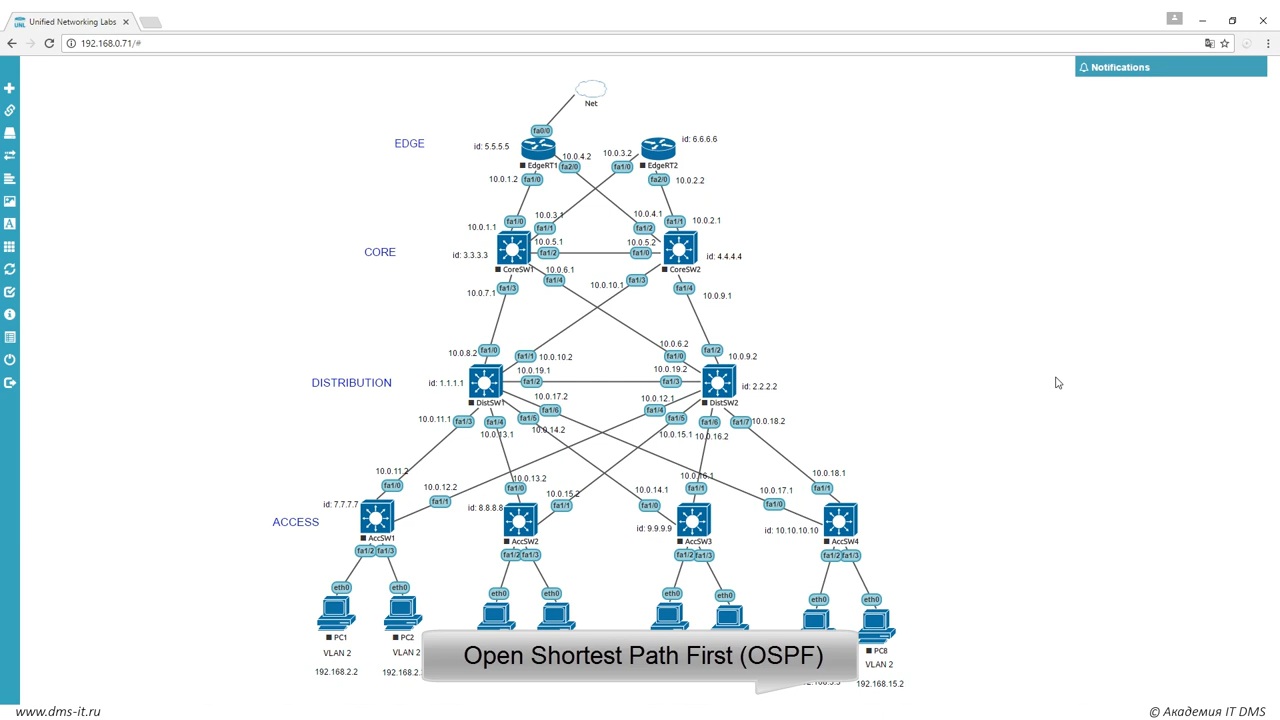 Unified Networking Labs
192.168.0.71/#
Notifications
Net
fa0/0
EDGE
id: 5.5.5.5
id: 6.6.6.6
10.0.4.2
10.0.3.2
EdgeRT1
fa2/0
fa1/0
EdgeRT2
10.0.1.2
fa1/0
fa2/0
10.0.2.2
10.0.3.1
10.0.4.1
10.0.1.1
fa1/0
fa1/1
fa1/2
fa1/1
10.0.2.1
CORE
id: 3.3.3.3
10.0.5.1
10.0.5.2
id: 4.4.4.4
fa1/2
fa1/0
CoreSW1
10.0.6.1
CoreSW2
fa1/4
10.0.10.1
fa1/3
10.0.7.1
fa1/3
fa1/4
10.0.9.1
10.0.8.2
fa1/0
10.0.6.2
fa1/2
fa1/1
10.0.10.2
fa1/0
10.0.9.2
10.0.19.1
10.0.19.2
DISTRIBUTION
id: 1.1.1.1
fa1/2
fa1/3
id: 2.2.2.2
DistSW1
10.0.17.2
10.0.12.1
DistSW2
fa1/6
fa1/4
10.0.11.1
fa1/3
fa1/4
fa1/5
fa1/5
fa1/6
fa1/7
10.0.18.2
10.0.13.1
10.0.14.2
10.0.15.1
10.0.16.2
10.0.11.2
10.0.12.2
10.0.13.2
10.0.18.1
fa1/0
fa1/0
10.0.15.2
10.0.14.1
fa1/1
10.0.17.1
fa1/1
id: 7.7.7.7
fa1/1
id: 8.8.8.8
fa1/1
fa1/0
fa1/0
ACCESS
id: 9.9.9.9
id: 10.10.10.10
AccSW1
AccSW2
AccSW3
AccSW4
fa1/2
fa1/3
fa1/2
fa1/3
fa1/2
fa1/3
fa1/2
fa1/3
eth0
eth0
eth0
eth0
eth0
eth0
eth0
eth0
PC1
PC2
PC8
VLAN 2
VLAN 2
VLAN 2
192.168.2.2
192.168.2.
192.168.15.2
Open Shortest Path First (OSPF)
www.dms-it.ru
© Академия IT DMS